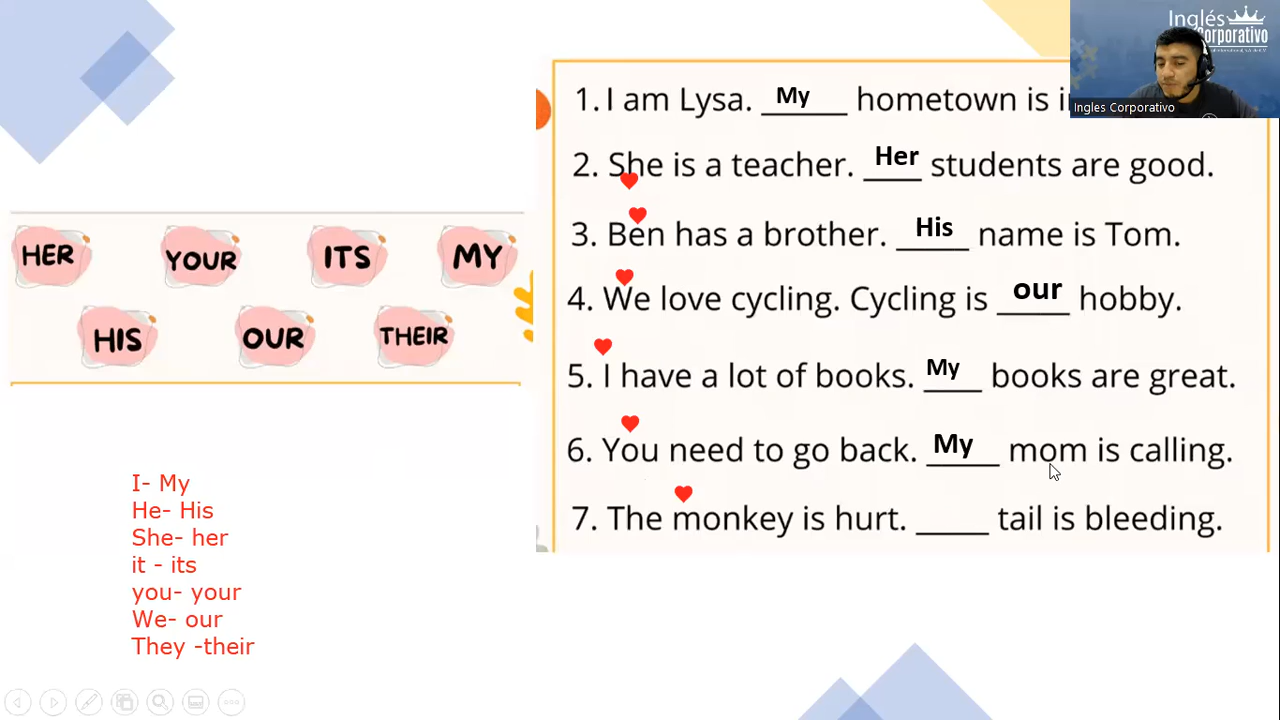 Inglés
Corporativo
Ingles Corporativo
1. I am Lysa. My hometown is
2. She is a teacher. Her students are good.
3. Ben has a brother. His name is Tom.
4. We love cycling. Cycling is our hobby.
5. I have a lot of books. My books are great.
6. You need to go back. My mom is calling.
7. The monkey is hurt. _____ tail is bleeding.
HER YOUR ITS MY
HIS OUR THEIR
I- My
He- His
She- her
it - its
you- your
We- our
They -their